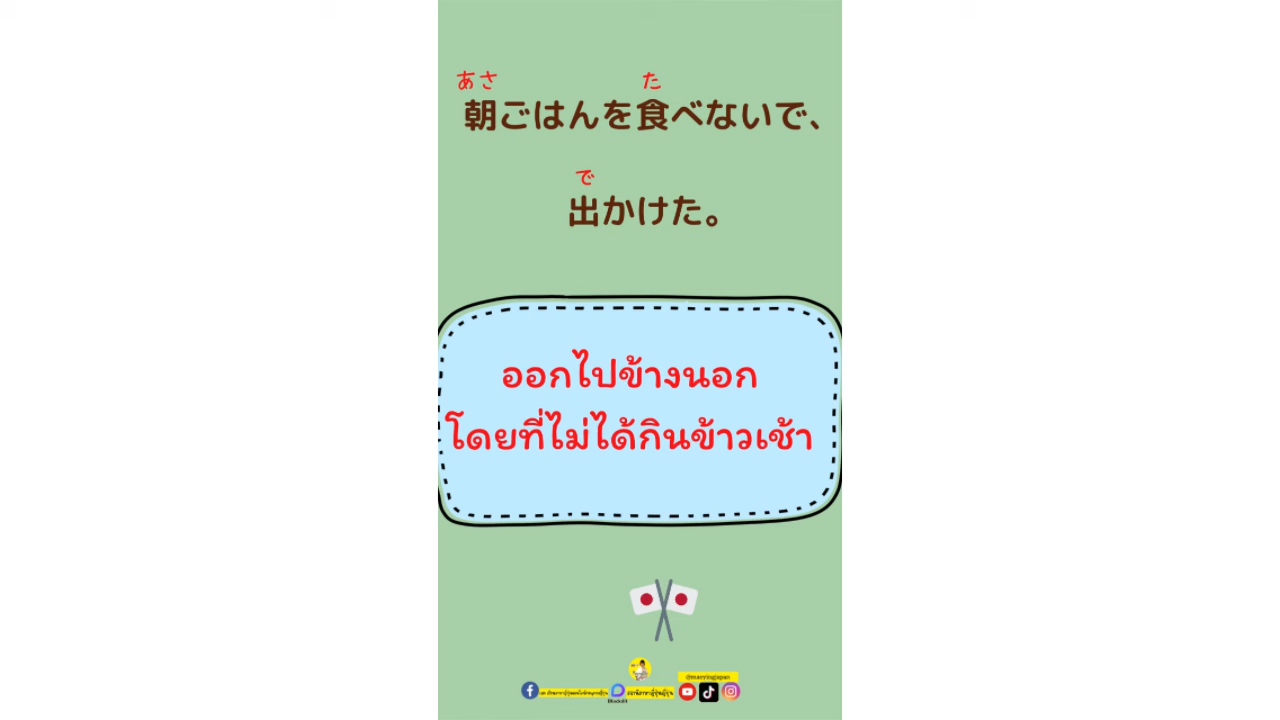 あさ た
朝ごはんを食べないで、
で
出かけた。
ออกไปข้างนอก
โดยที่ไม่ได้กินข้าวเช้า
@maoyingjapan
Blockdit